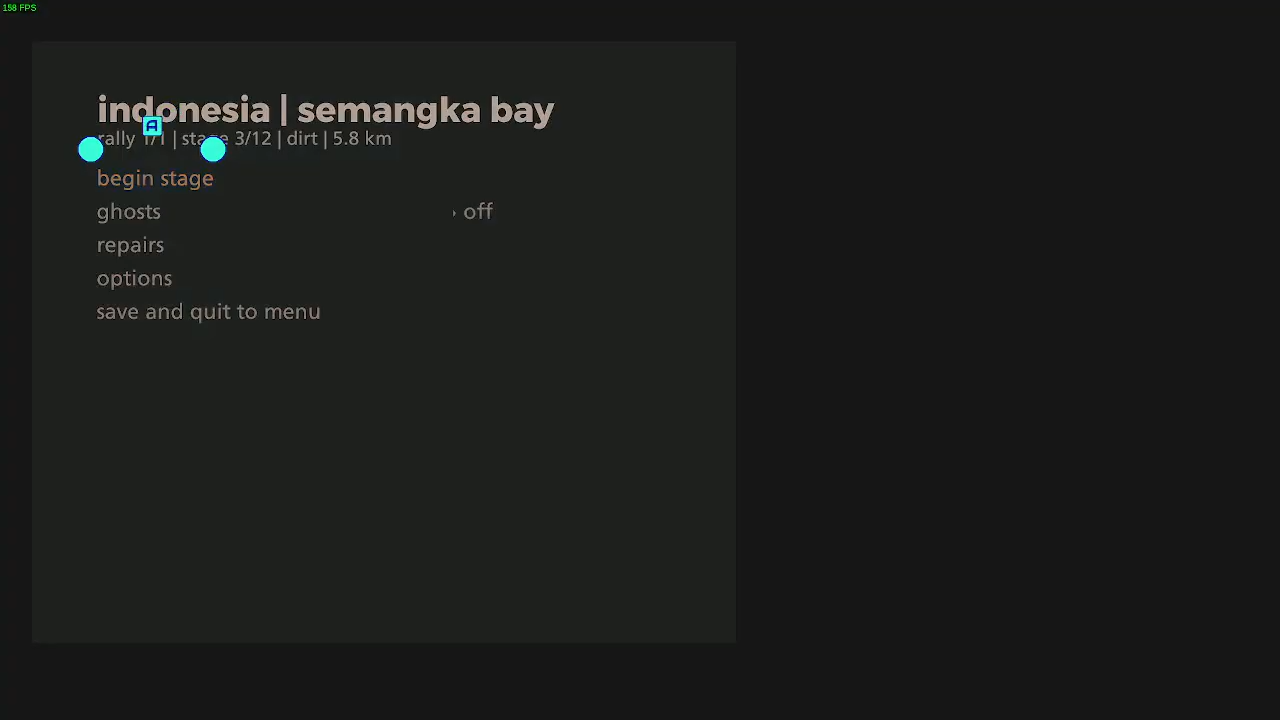 158 FPS
indonesia | semangka bay
A
rally 1/1 | stage 3/12 | dirt | 5.8 km
begin stage
ghosts off
repairs
options
save and quit to menu